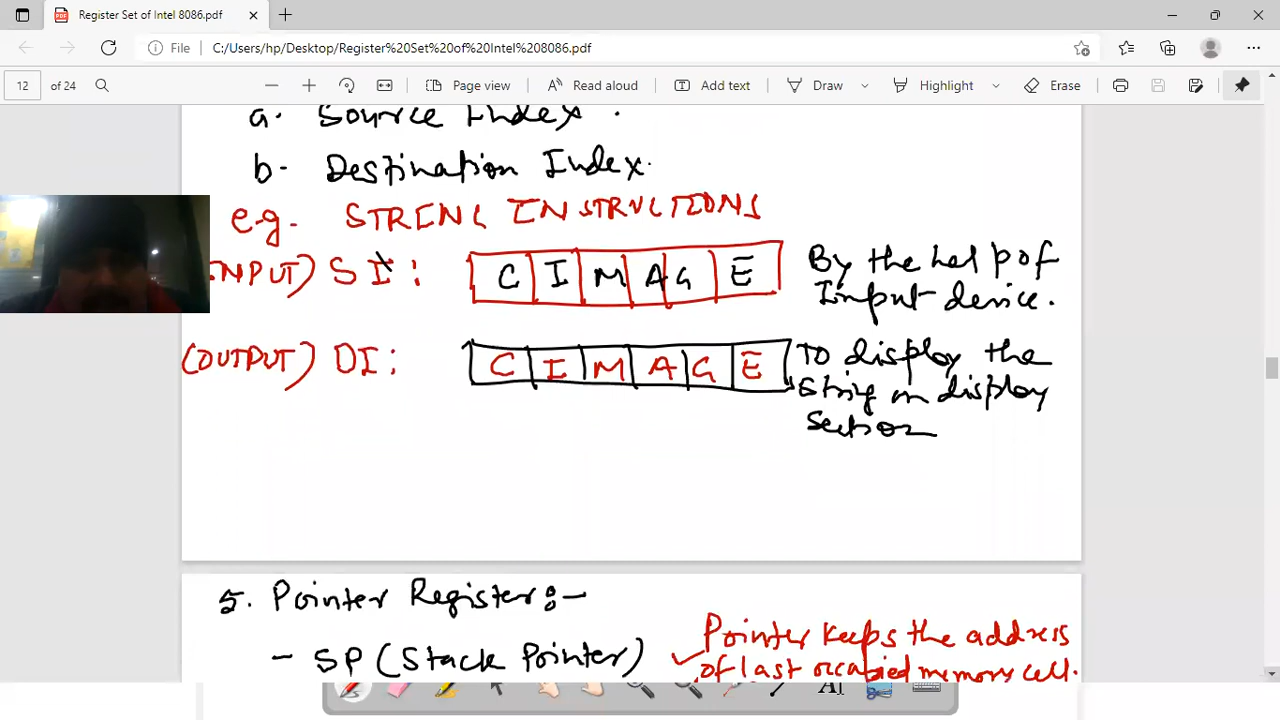 Register Set of Intel 8086.pdf
File C:/Users/hp/Desktop/Register%20Set%20of%20Intel%208086.pdf
12 of 24 Page view Read aloud Add text Draw Highlight Erase
a. Source Index .
b- Destination Index.
e.g. STRING INSTRUCTIONS
INPUT) SI : C I M A G E By the help of
Input device.
(OUTPUT) DI : C I M A G E To display the
String on display
Section
5. Pointer Register :-
- SP (Stack Pointer) Pointer keeps the address
of last occabied memory cell.